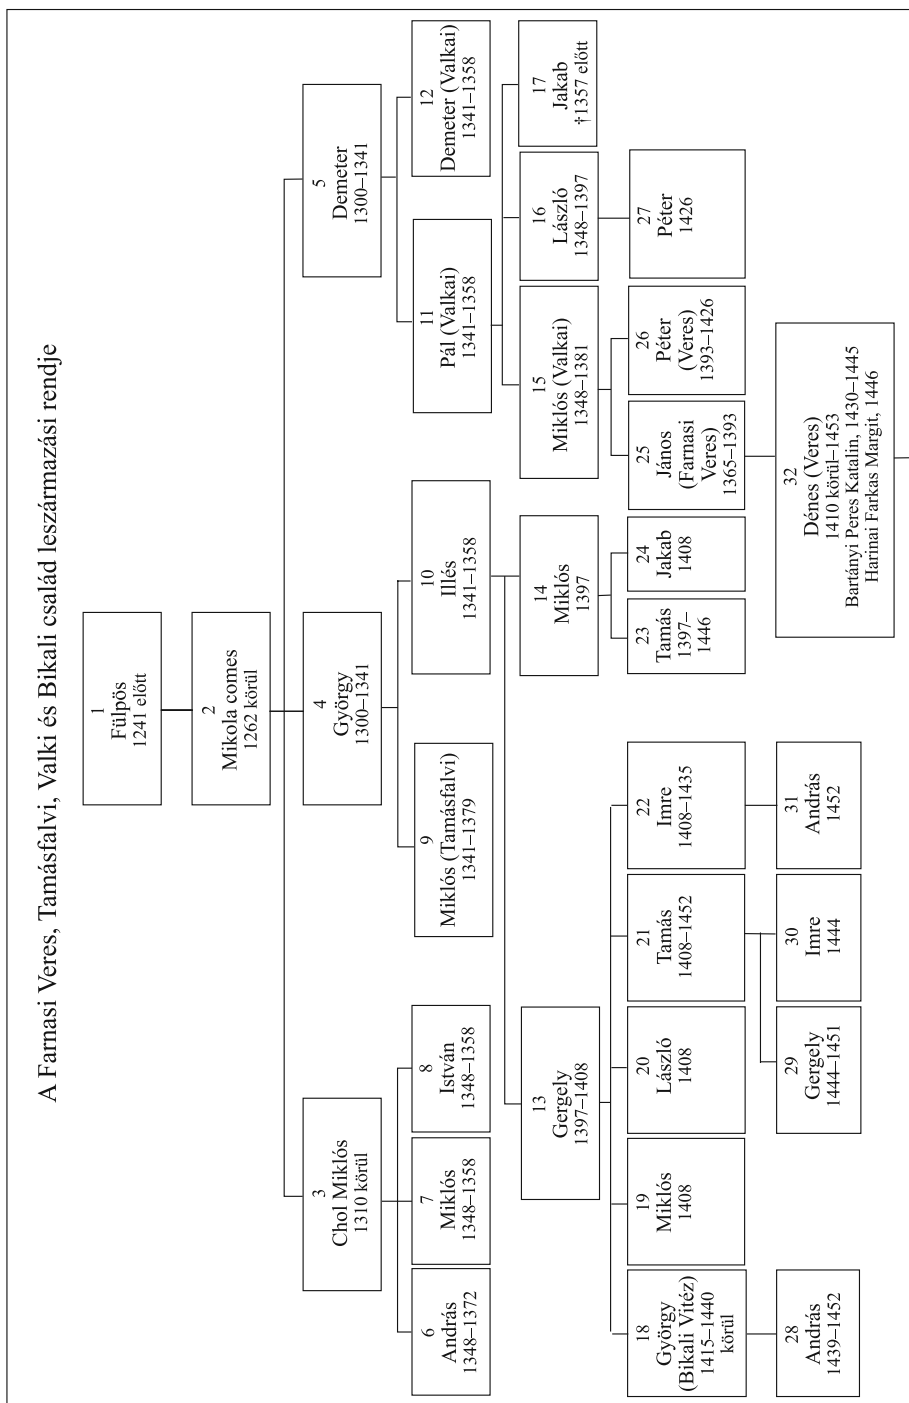 A Farnasi Veres, Tamásfalvi, Valki és Bikali család leszármazási rendje
1
Fülpös
1241 előtt
2
Mikola comes
1262 körül
3
Chol Miklós
1310 körül
4
György
1300–1341
5
Demeter
1300–1341
6
András
1348–1372
7
Miklós
1348–1358
8
István
1348–1358
9
Miklós (Tamásfalvi)
1341–1379
10
Illés
1341–1358
11
Pál (Valkai)
1341–1358
12
Demeter (Valkai)
1341–1358
13
Gergely
1397–1408
14
Miklós
1397
15
Miklós (Valkai)
1348–1381
16
László
1348–1397
17
Jakab
†1357 előtt
18
György
(Bikali Vitéz)
1415–1440
körül
19
Miklós
1408
20
László
1408
21
Tamás
1408–1452
22
Imre
1408–1435
23
Tamás
1397–
1446
24
Jakab
1408
25
János
(Farnasi
Veres)
1365–1393
26
Péter
(Veres)
1393–1426
27
Péter
1426
28
András
1439–1452
29
Gergely
1444–1451
30
Imre
1444
31
András
1452
32
Dénes (Veres)
1410 körül–1453
Bartányi Peres Katalin, 1430–1445
Harinai Farkas Margit, 1446